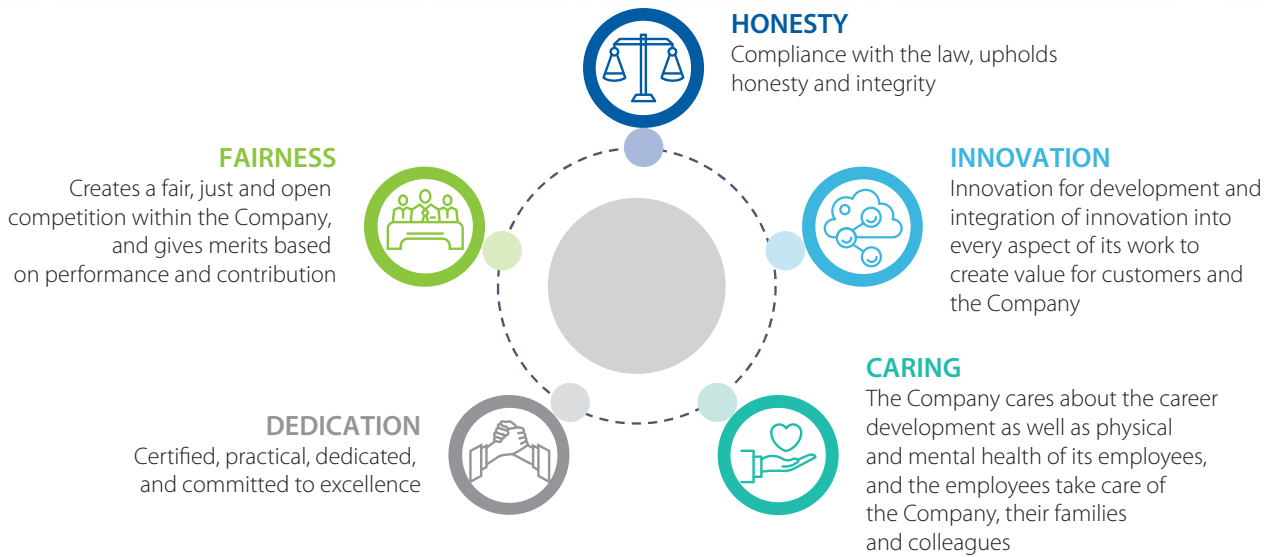 HONESTY
Compliance with the law, upholds
honesty and integrity
FAIRNESS
Creates a fair, just and open
competition within the Company,
and gives merits based
on performance and contribution
INNOVATION
Innovation for development and
integration of innovation into
every aspect of its work to
create value for customers and
the Company
DEDICATION
Certified, practical, dedicated,
and committed to excellence
CARING
The Company cares about the career
development as well as physical
and mental health of its employees,
and the employees take care of
the Company, their families
and colleagues